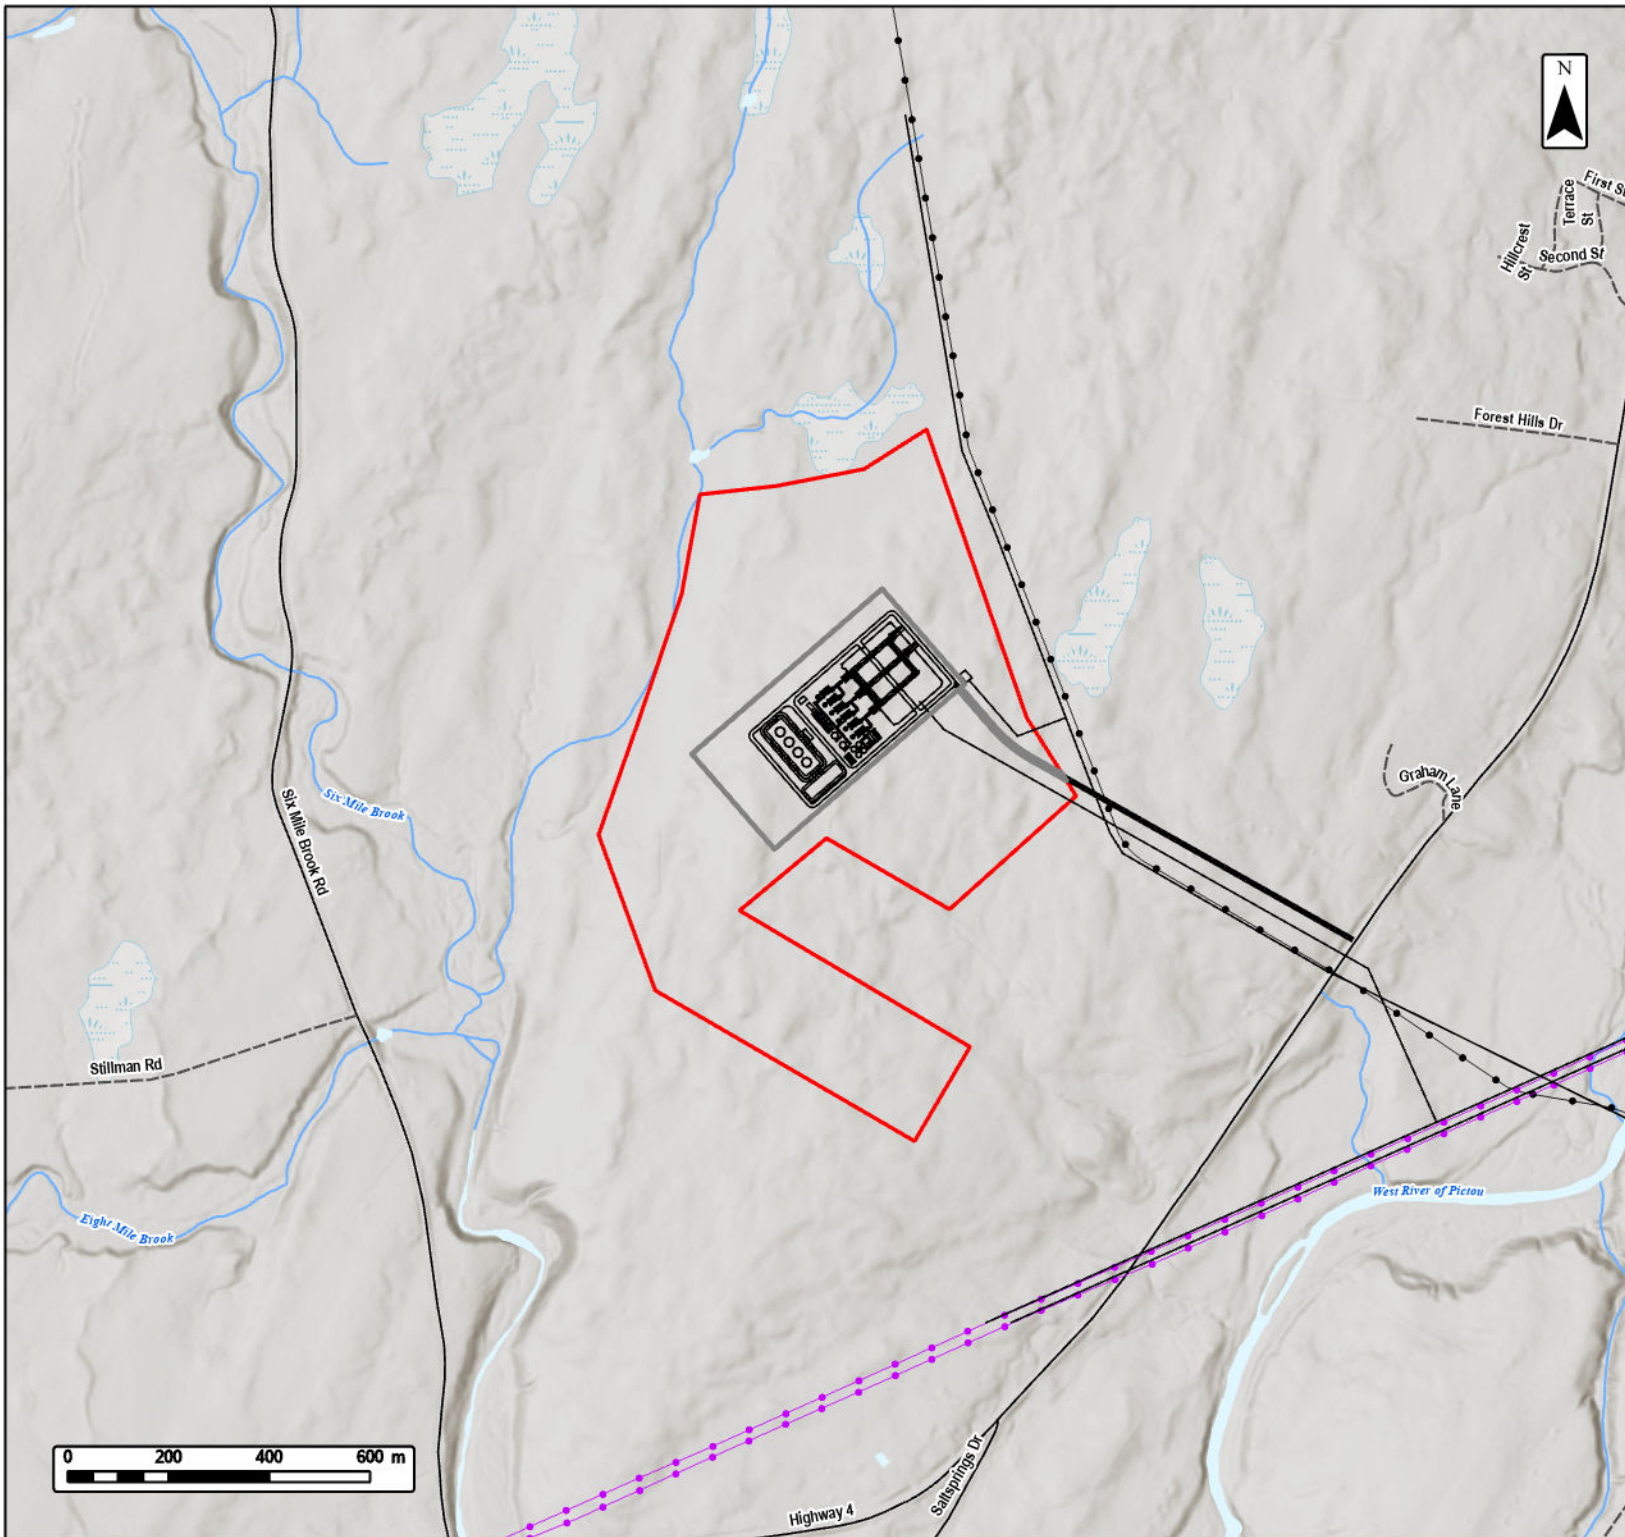 N
First St
Terrace
St
Hillcrest
St
Second St
Forest Hills Dr
Graham Lane
Six Mile Brook
Six Mile Brook Rd
Stillman Rd
Eight Mile Brook
West River of Pictou
0 200 400 600 m
Saltsprings Dr
Highway 4